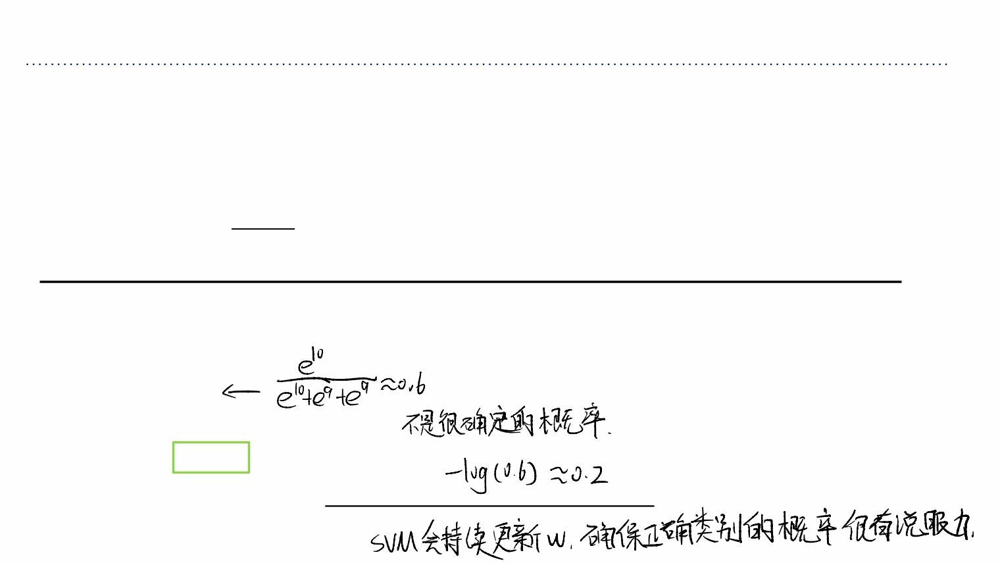 ← e^10 / (e^10+e^9+e^9) ≈0.6
不是很确定的概率.
-log(0.6) ≈0.2
SVM会持续更新W, 确保正确类别的概率很有说服力.